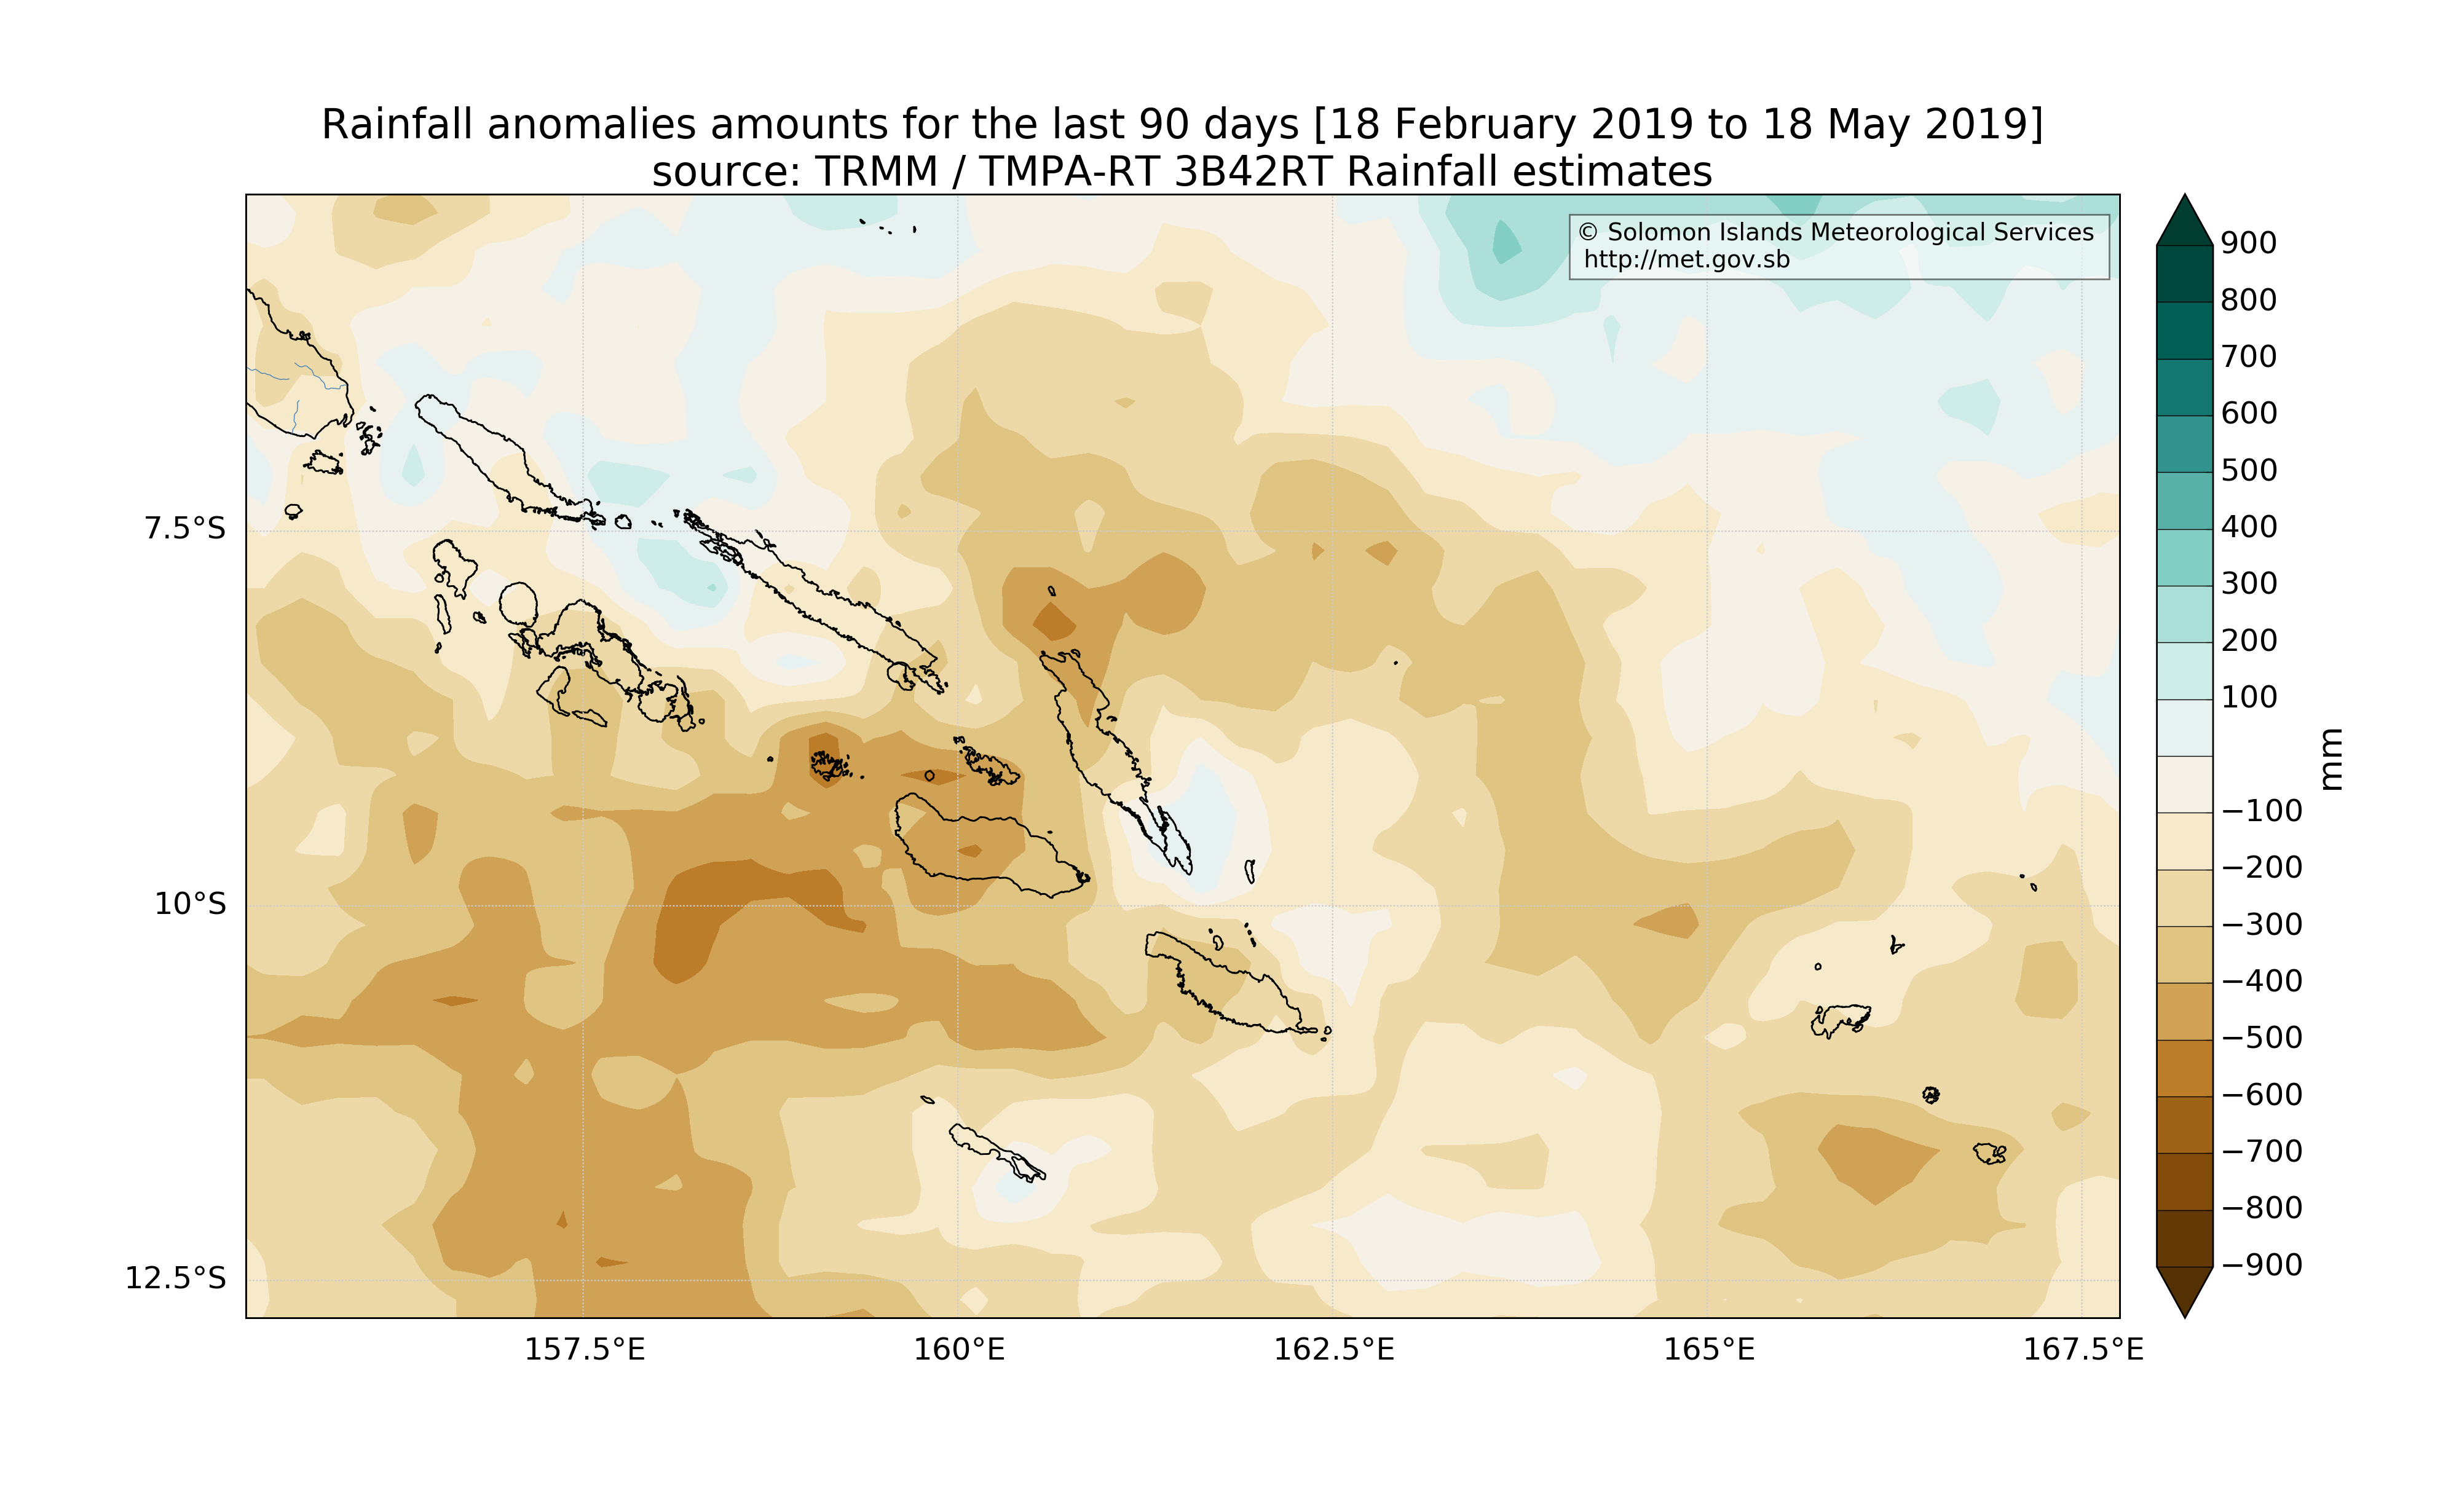 Rainfall anomalies amounts for the last 90 days [18 February 2019 to 18 May 2019]
source: TRMM / TMPA-RT 3B42RT Rainfall estimates
© Solomon Islands Meteorological Services
http://met.gov.sb
7.5°S
10°S
12.5°S
157.5°E
160°E
162.5°E
165°E
167.5°E
900
800
700
600
500
400
300
200
100
−100
−200
−300
−400
−500
−600
−700
−800
−900
mm